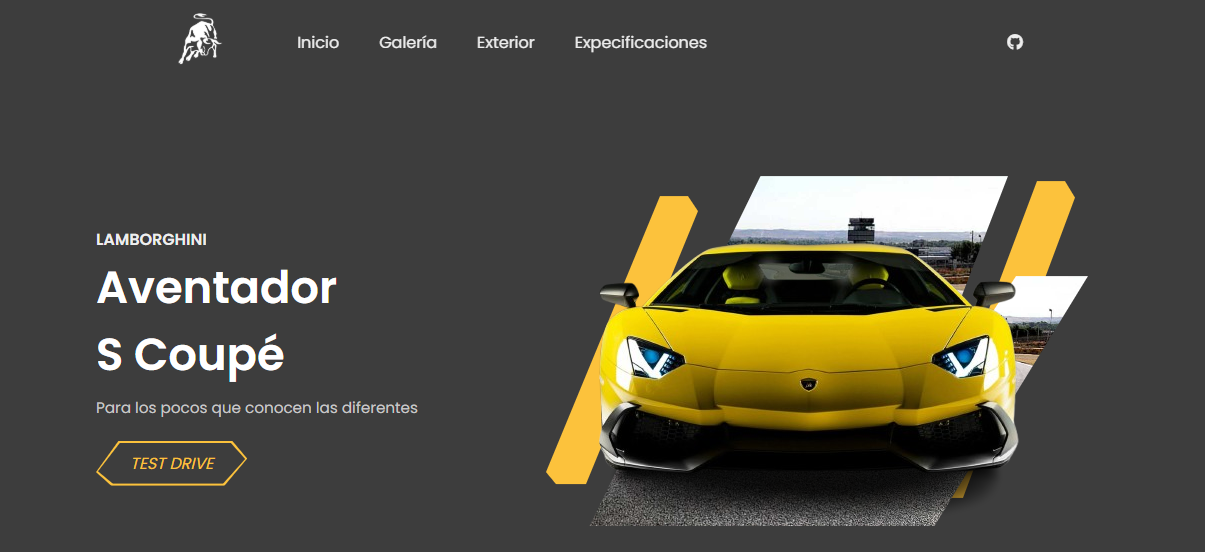 Inicio Galería Exterior Expecificaciones
LAMBORGHINI
Aventador
S Coupé
Para los pocos que conocen las diferentes
TEST DRIVE